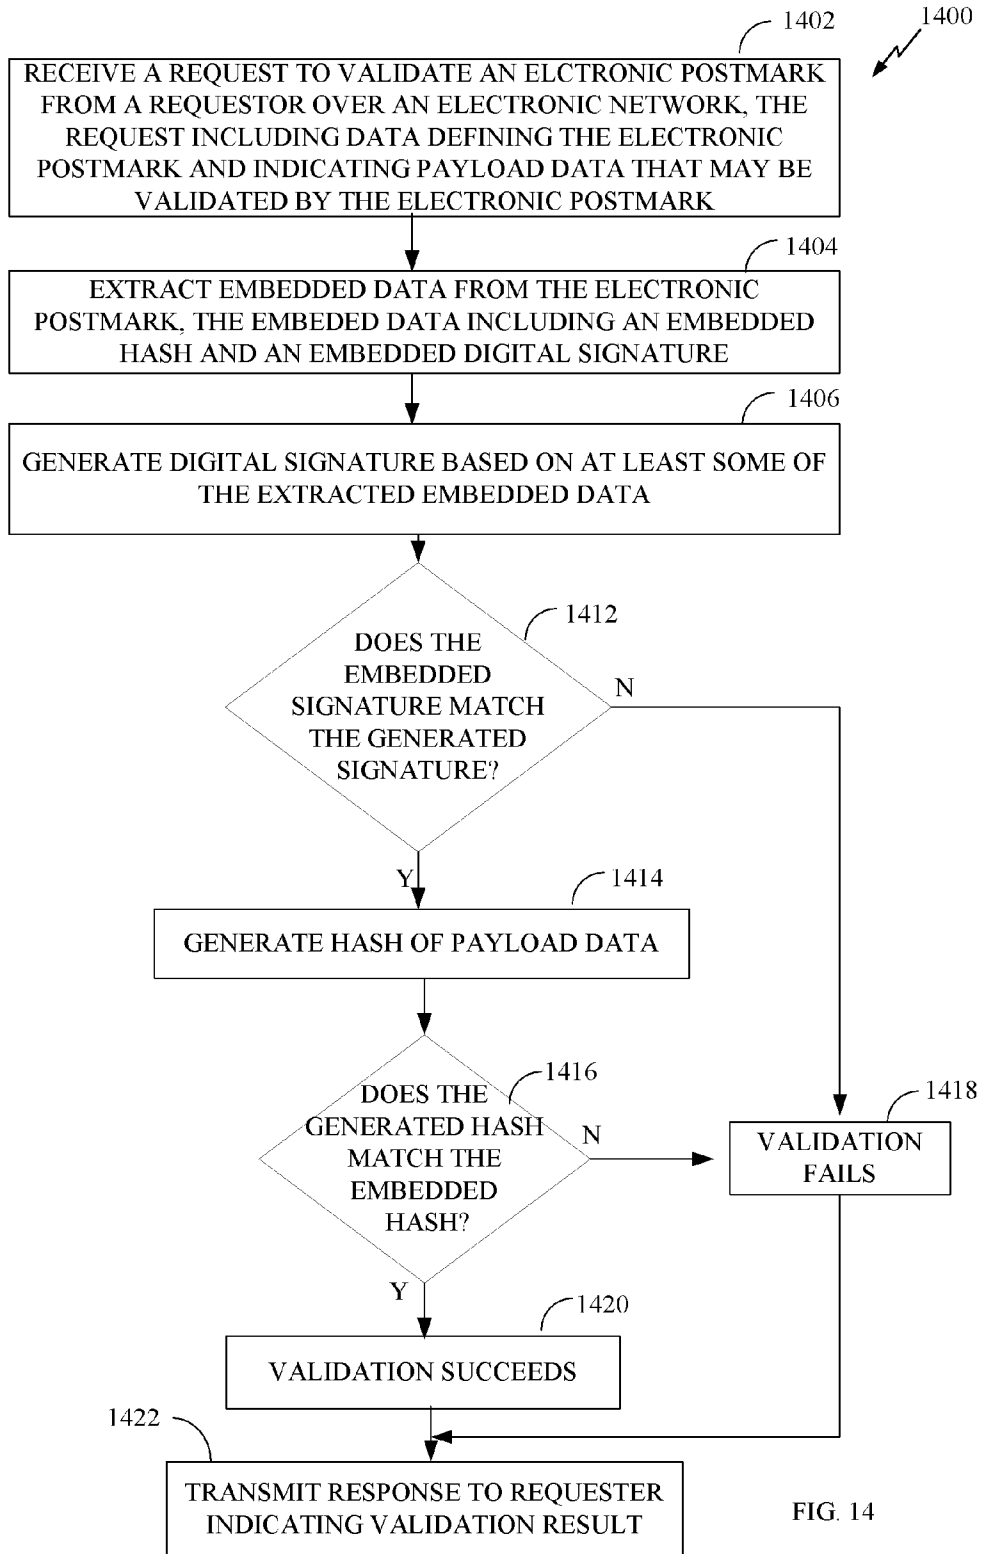 1402
1400
RECEIVE A REQUEST TO VALIDATE AN ELCTRONIC POSTMARK
FROM A REQUESTOR OVER AN ELECTRONIC NETWORK, THE
REQUEST INCLUDING DATA DEFINING THE ELECTRONIC
POSTMARK AND INDICATING PAYLOAD DATA THAT MAY BE
VALIDATED BY THE ELECTRONIC POSTMARK
1404
EXTRACT EMBEDDED DATA FROM THE ELECTRONIC
POSTMARK, THE EMBEDED DATA INCLUDING AN EMBEDDED
HASH AND AN EMBEDDED DIGITAL SIGNATURE
1406
GENERATE DIGITAL SIGNATURE BASED ON AT LEAST SOME OF
THE EXTRACTED EMBEDDED DATA
1412
DOES THE
EMBEDDED
SIGNATURE MATCH
THE GENERATED
SIGNATURE?
N
Y
1414
GENERATE HASH OF PAYLOAD DATA
1416
DOES THE
GENERATED HASH
MATCH THE
EMBEDDED
HASH?
N
1418
VALIDATION
FAILS
Y
1420
VALIDATION SUCCEEDS
1422
TRANSMIT RESPONSE TO REQUESTER
INDICATING VALIDATION RESULT
FIG. 14